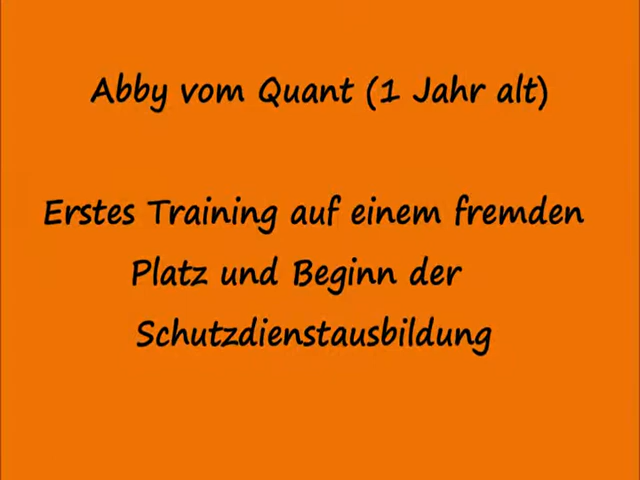 Abby vom Quant (1 Jahr alt)
Erstes Training auf einem fremden
Platz und Beginn der
Schutzdienstausbildung